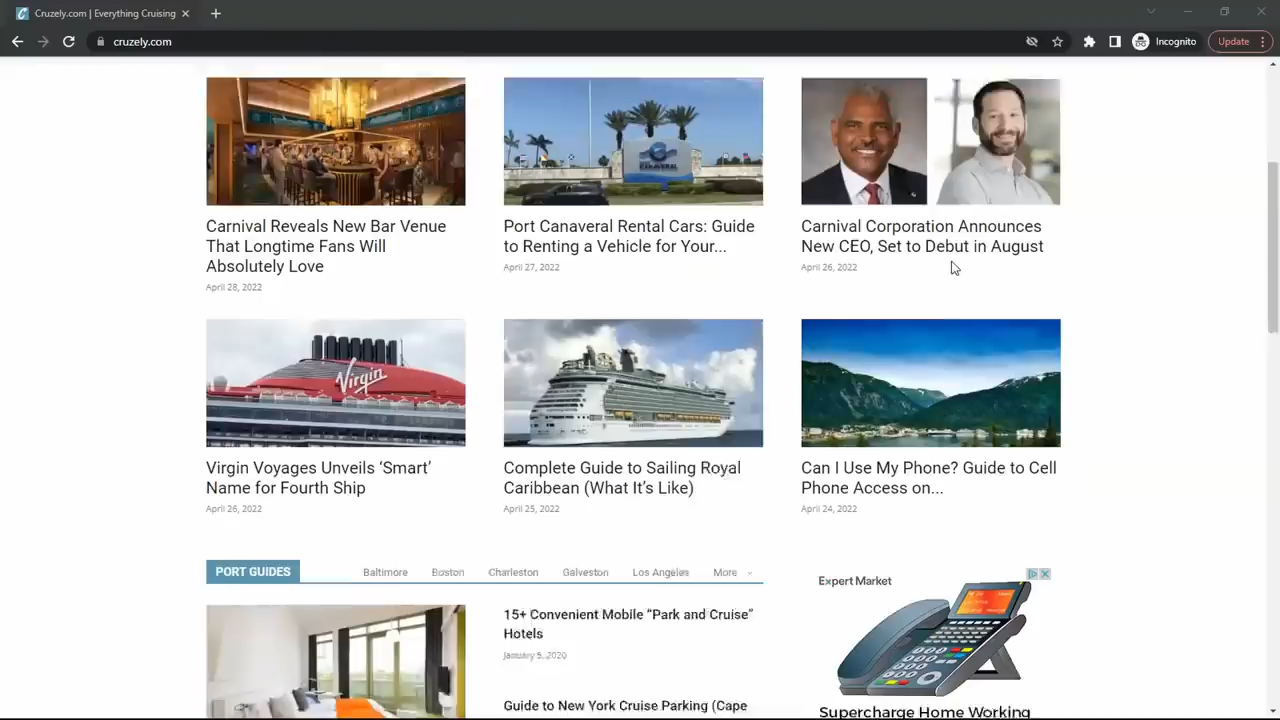 Cruzely.com | Everything Cruising
cruzely.com
Incognito
Update
CANAVERAL
Carnival Reveals New Bar Venue
That Longtime Fans Will
Absolutely Love
April 28, 2022
Port Canaveral Rental Cars: Guide
to Renting a Vehicle for Your...
April 27, 2022
Carnival Corporation Announces
New CEO, Set to Debut in August
April 26, 2022
Virgin
Virgin Voyages Unveils ‘Smart’
Name for Fourth Ship
April 26, 2022
Complete Guide to Sailing Royal
Caribbean (What It’s Like)
April 25, 2022
Can I Use My Phone? Guide to Cell
Phone Access on...
April 24, 2022
PORT GUIDES
Baltimore Boston Charleston Galveston Los Angeles More
15+ Convenient Mobile “Park and Cruise”
Hotels
January 5, 2020
Guide to New York Cruise Parking (Cape
Expert Market
Supercharge Home Working